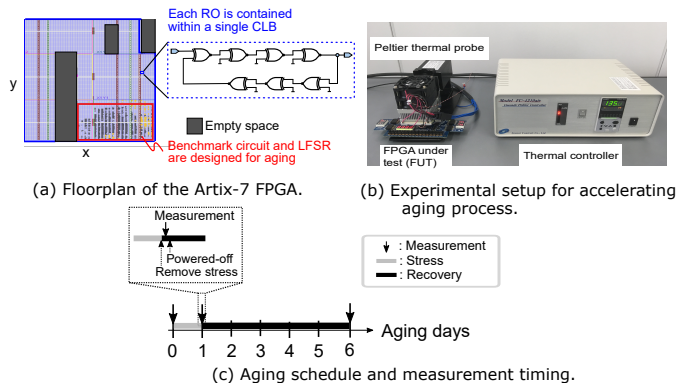 Each RO is contained
within a single CLB
y
x
Empty space
Benchmark circuit and LFSR
are designed for aging
(a) Floorplan of the Artix-7 FPGA.
Peltier thermal probe
FPGA under
test (FUT)
Thermal controller
135
(b) Experimental setup for accelerating
aging process.
Measurement
Powered-off
Remove stress
: Measurement
: Stress
: Recovery
0 1 2 3 4 5 6
Aging days
(c) Aging schedule and measurement timing.